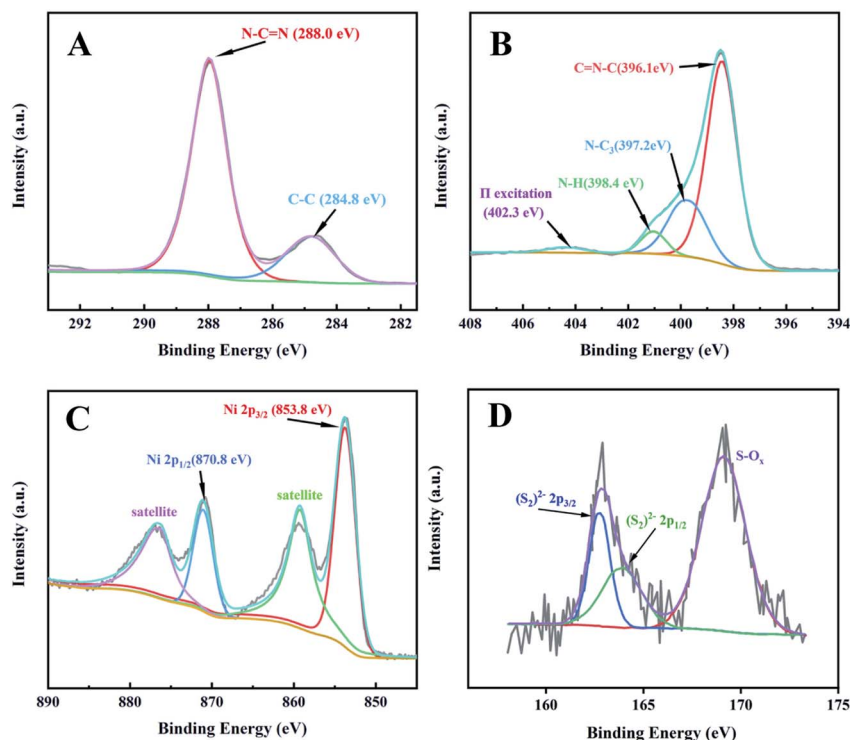 A
N-C=N (288.0 eV)
C-C (284.8 eV)
Intensity (a.u.)
292 290 288 286 284 282
Binding Energy (eV)
B
C=N-C(396.1eV)
N-C₃(397.2eV)
N-H(398.4 eV)
Π excitation
(402.3 eV)
Intensity (a.u.)
408 406 404 402 400 398 396 394
Binding Energy (eV)
C
Ni 2p₃/₂ (853.8 eV)
Ni 2p₁/₂(870.8 eV)
satellite
satellite
Intensity (a.u.)
890 880 870 860 850
Binding Energy (eV)
D
S-Oₓ
(S₂)²⁻ 2p₃/₂
(S₂)²⁻ 2p₁/₂
Intensity (a.u.)
160 165 170 175
Binding Energy (eV)